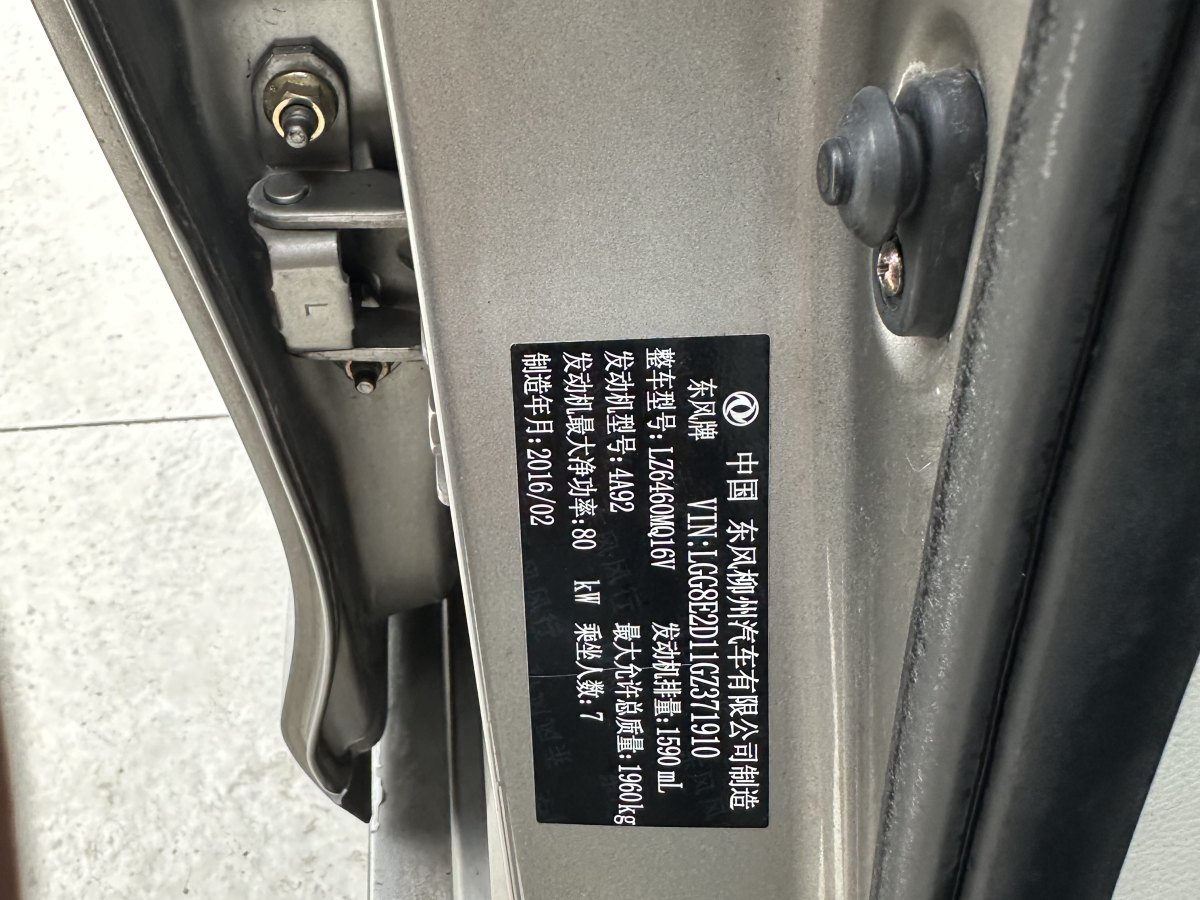 中国 东风柳州汽车有限公司制造
东风牌 VIN:LGG8E2D11GZ371910
整车型号:LZ6460MQ16V 发动机排量:1590mL
发动机型号:4A92 最大允许总质量:1960kg
发动机最大净功率:80 kW 乘坐人数:7
制造年月:2016/02
L